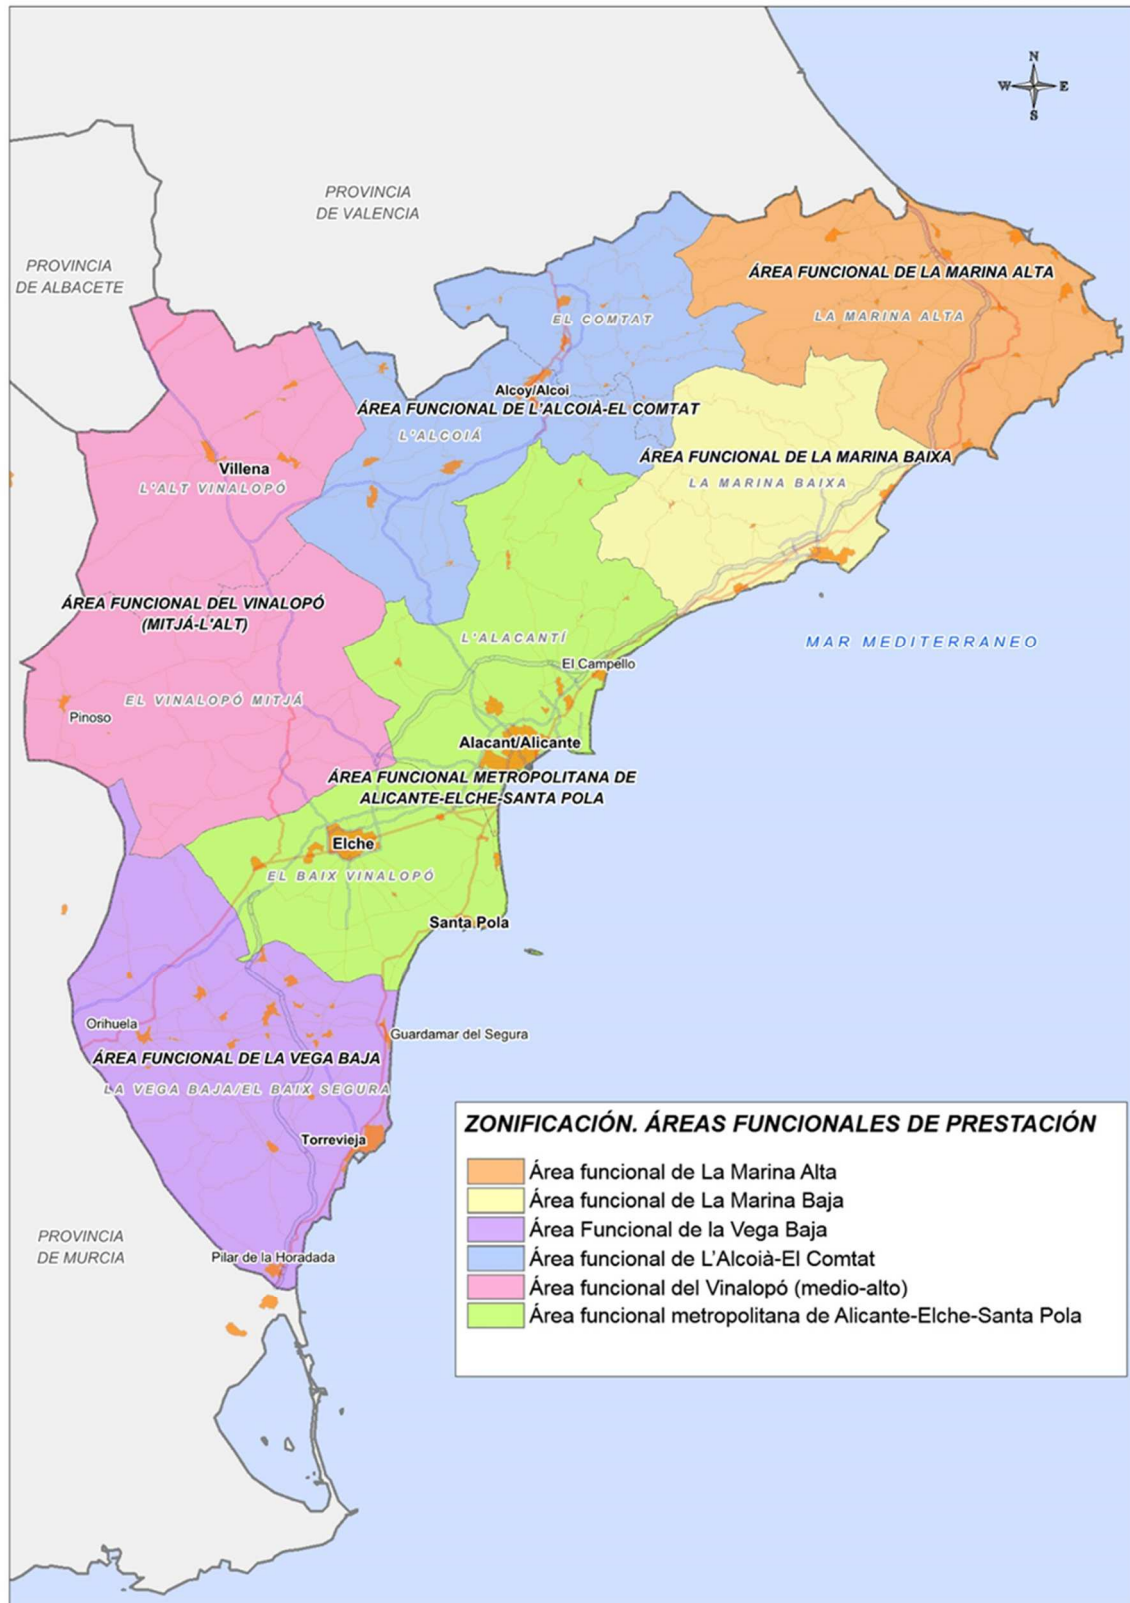 N
W E
S
PROVINCIA
DE VALENCIA
PROVINCIA
DE ALBACETE
ÁREA FUNCIONAL DE LA MARINA ALTA
LA MARINA ALTA
EL COMTAT
Alcoy/Alcoi
ÁREA FUNCIONAL DE L'ALCOIÀ-EL COMTAT
L'ALCOIÁ
ÁREA FUNCIONAL DE LA MARINA BAIXA
LA MARINA BAIXA
Villena
L'ALT VINALOPÓ
ÁREA FUNCIONAL DEL VINALOPÓ
(MITJÁ-L'ALT)
L'ALACANTÍ
MAR MEDITERRANEO
El Campello
EL VINALOPÓ MITJÁ
Pinoso
Alacant/Alicante
ÁREA FUNCIONAL METROPOLITANA DE
ALICANTE-ELCHE-SANTA POLA
Elche
EL BAIX VINALOPÓ
Santa Pola
Orihuela
Guardamar del Segura
ÁREA FUNCIONAL DE LA VEGA BAJA
LA VEGA BAJA/EL BAIX SEGURA
Torrevieja
PROVINCIA
DE MURCIA
Pilar de la Horadada
ZONIFICACIÓN. ÁREAS FUNCIONALES DE PRESTACIÓN
Área funcional de La Marina Alta
Área funcional de La Marina Baja
Área Funcional de la Vega Baja
Área funcional de L'Alcoià-El Comtat
Área funcional del Vinalopó (medio-alto)
Área funcional metropolitana de Alicante-Elche-Santa Pola